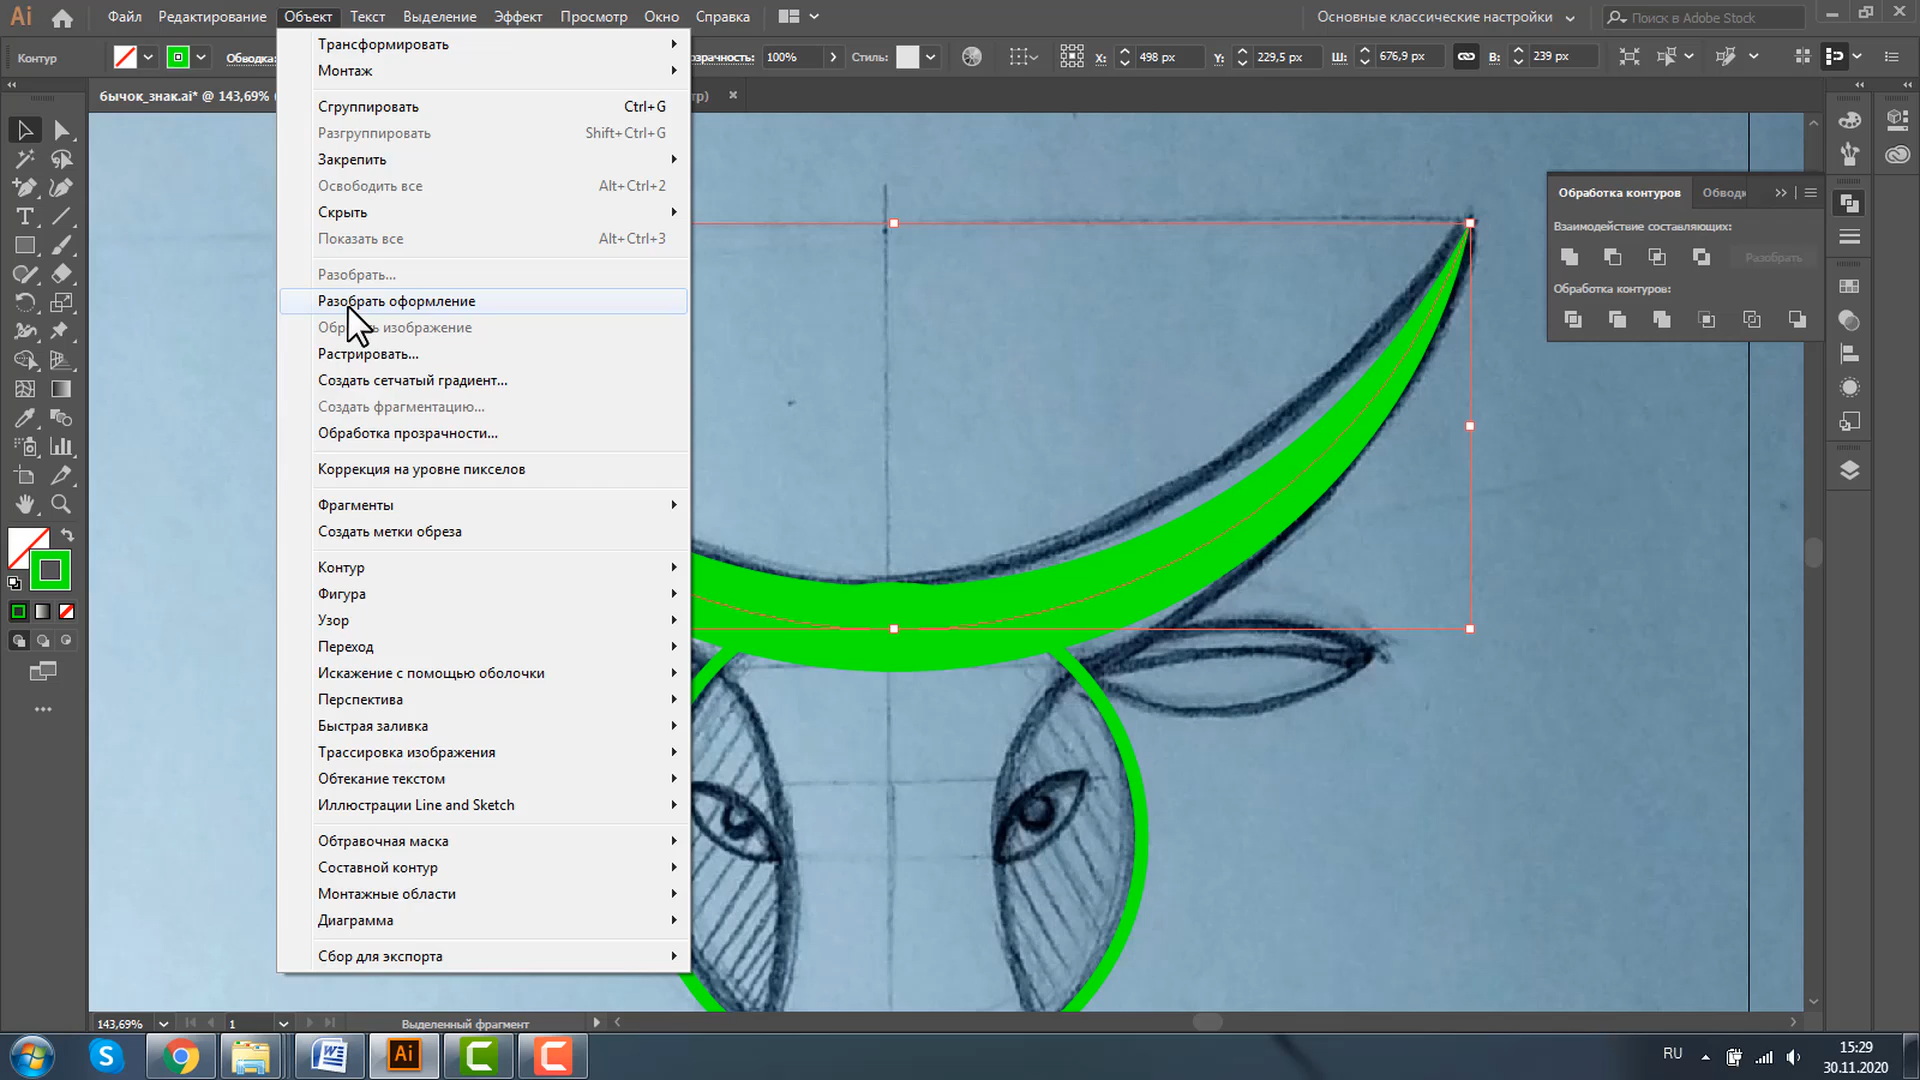 Ai Файл Редактирование Объект Текст Выделение Эффект Просмотр Окно Справка Основные классические настройки Поиск в Adobe Stock
Контур Обводка: 100% Стиль: X: 498 px Y: 229,5 px Ш: 676,9 px В: 239 px
бычок_знак.ai* @ 143,69%
Трансформировать
Монтаж
Сгруппировать Ctrl+G
Разгруппировать Shift+Ctrl+G
Закрепить
Освободить все Alt+Ctrl+2
Скрыть
Показать все Alt+Ctrl+3
Разобрать...
Разобрать оформление
изображение
Растрировать...
Создать сетчатый градиент...
Создать фрагментацию...
Обработка прозрачности...
Коррекция на уровне пикселов
Фрагменты
Создать метки обреза
Контур
Фигура
Узор
Переход
Искажение с помощью оболочки
Перспектива
Быстрая заливка
Трассировка изображения
Обтекание текстом
Иллюстрации Line and Sketch
Обтравочная маска
Составной контур
Монтажные области
Диаграмма
Сбор для экспорта
Обработка контуров
Взаимодействие составляющих:
Разобрать
Обработка контуров:
143,69% 1 Выделенный фрагмент
Ai
RU 15:29
30.11.2020